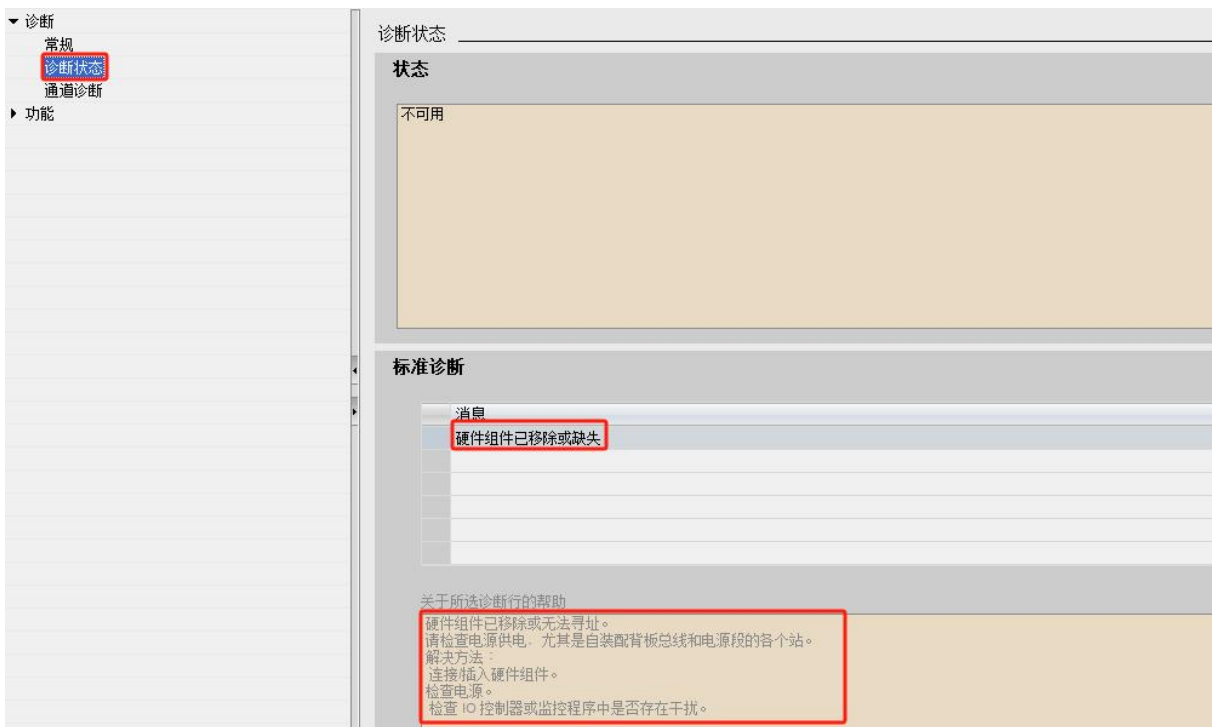 诊断
常规
诊断状态
通道诊断
功能
诊断状态
状态
不可用
标准诊断
消息
硬件组件已移除或缺失
关于所选诊断行的帮助
硬件组件已移除或无法寻址。
请检查电源供电，尤其是自装配背板总线和电源段的各个站。
解决方法：
连接/插入硬件组件。
检查电源。
检查 IO 控制器或监控程序中是否存在干扰。